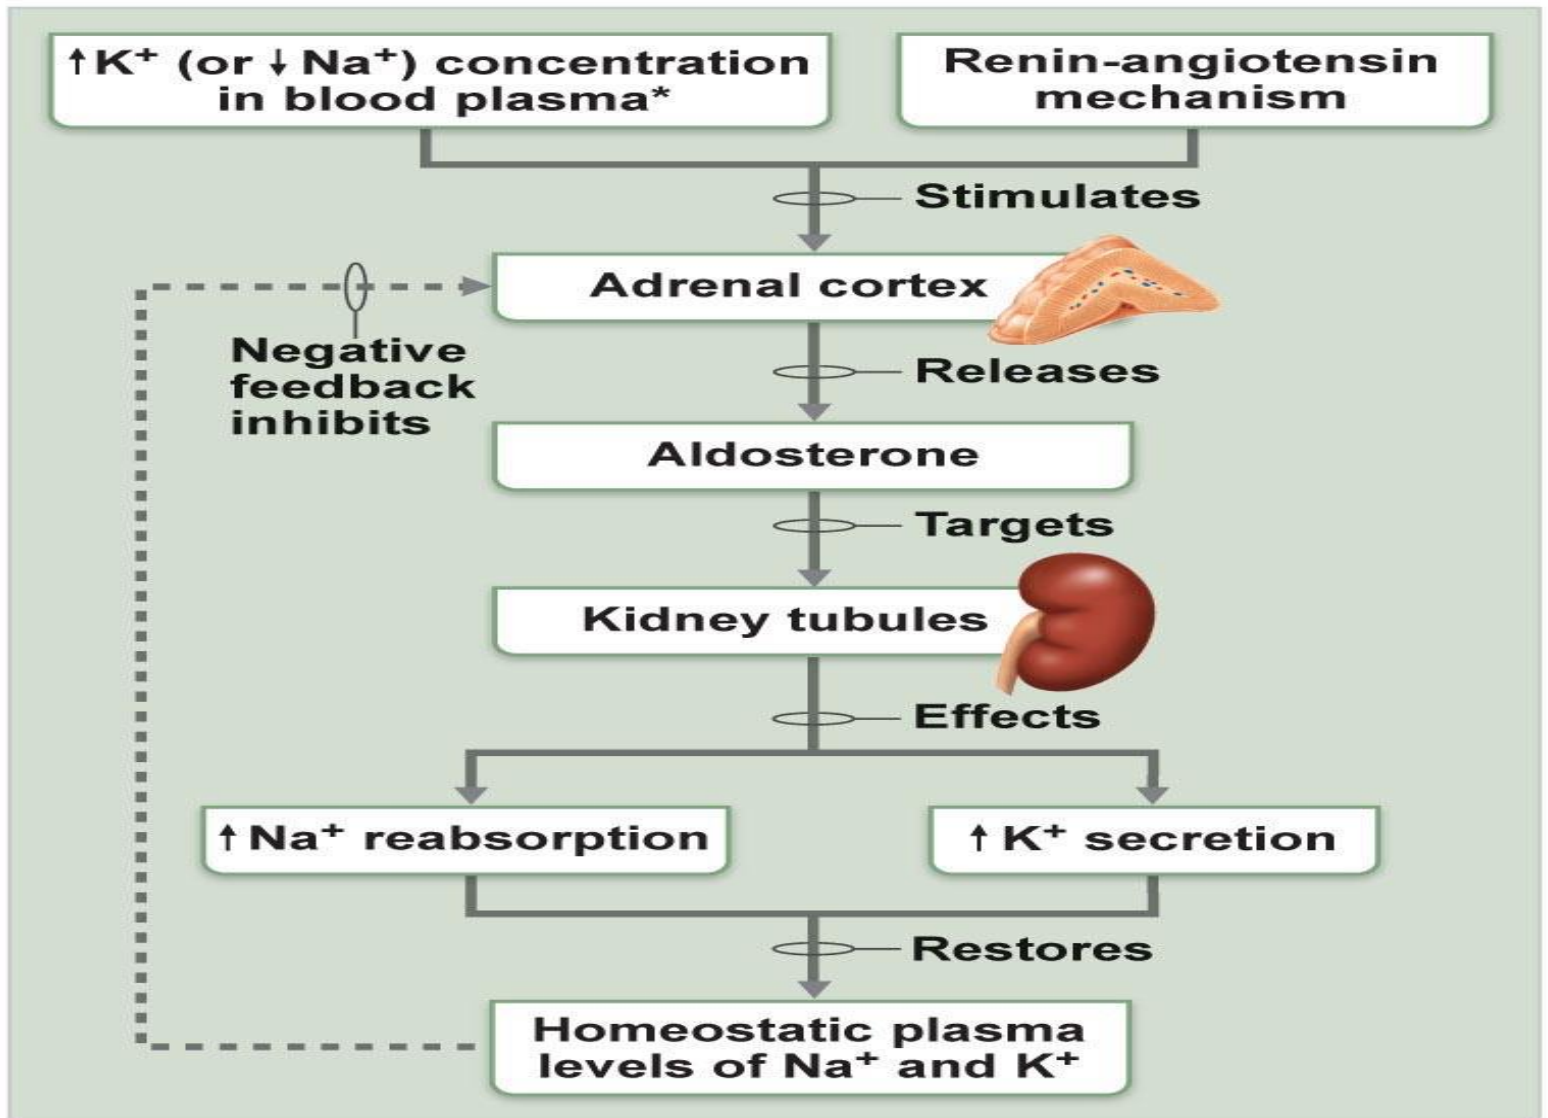 ↑K⁺ (or ↓Na⁺) concentration
in blood plasma*
Renin-angiotensin
mechanism
Stimulates
Adrenal cortex
Negative
feedback
inhibits
Releases
Aldosterone
Targets
Kidney tubules
Effects
↑Na⁺ reabsorption
↑ K⁺ secretion
Restores
Homeostatic plasma
levels of Na⁺ and K⁺